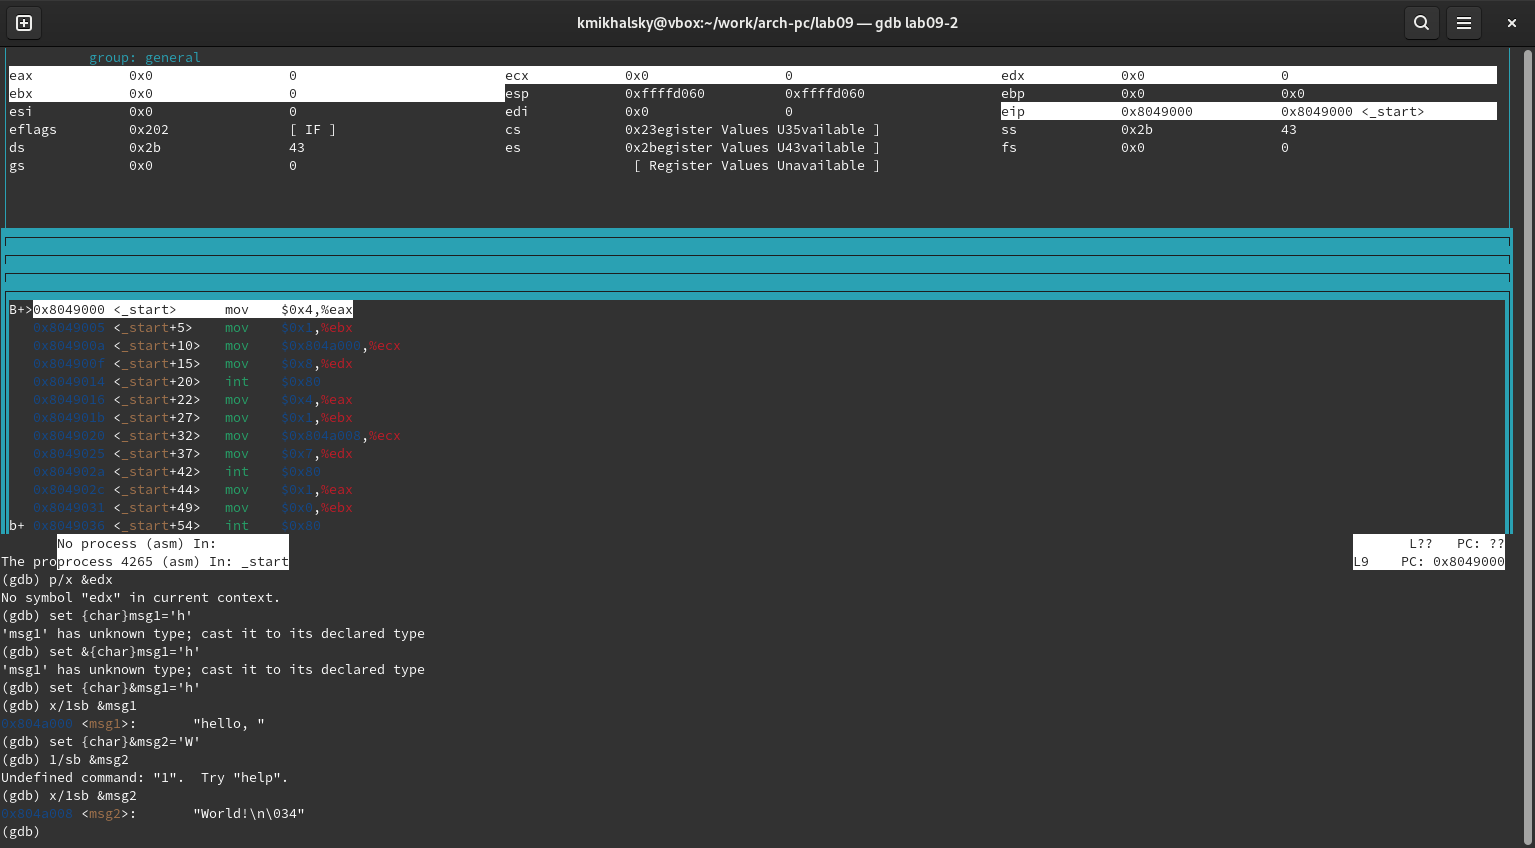 kmikhalsky@vbox:~/work/arch-pc/lab09 — gdb lab09-2
group: general
eax 0x0 0 ecx 0x0 0 edx 0x0 0
ebx 0x0 0 esp 0xffffd060 0xffffd060 ebp 0x0 0x0
esi 0x0 0 edi 0x0 0 eip 0x8049000 0x8049000 <_start>
eflags 0x202 [ IF ] cs 0x23egister Values U35vailable ] ss 0x2b 43
ds 0x2b 43 es 0x2begister Values U43vailable ] fs 0x0 0
gs 0x0 0 [ Register Values Unavailable ]
B+>0x8049000 <_start> mov $0x4,%eax
0x8049005 <_start+5> mov $0x1,%ebx
0x804900a <_start+10> mov $0x804a000,%ecx
0x804900f <_start+15> mov $0x8,%edx
0x8049014 <_start+20> int $0x80
0x8049016 <_start+22> mov $0x4,%eax
0x804901b <_start+27> mov $0x1,%ebx
0x8049020 <_start+32> mov $0x804a008,%ecx
0x8049025 <_start+37> mov $0x7,%edx
0x804902a <_start+42> int $0x80
0x804902c <_start+44> mov $0x1,%eax
0x8049031 <_start+49> mov $0x0,%ebx
b+ 0x8049036 <_start+54> int $0x80
No process (asm) In: L?? PC: ??
The proprocess 4265 (asm) In: _start L9 PC: 0x8049000
(gdb) p/x &edx
No symbol "edx" in current context.
(gdb) set {char}msg1='h'
'msg1' has unknown type; cast it to its declared type
(gdb) set &{char}msg1='h'
'msg1' has unknown type; cast it to its declared type
(gdb) set {char}&msg1='h'
(gdb) x/1sb &msg1
0x804a000 <msg1>: "hello, "
(gdb) set {char}&msg2='W'
(gdb) 1/sb &msg2
Undefined command: "1".  Try "help".
(gdb) x/1sb &msg2
0x804a008 <msg2>: "World!\n\034"
(gdb)